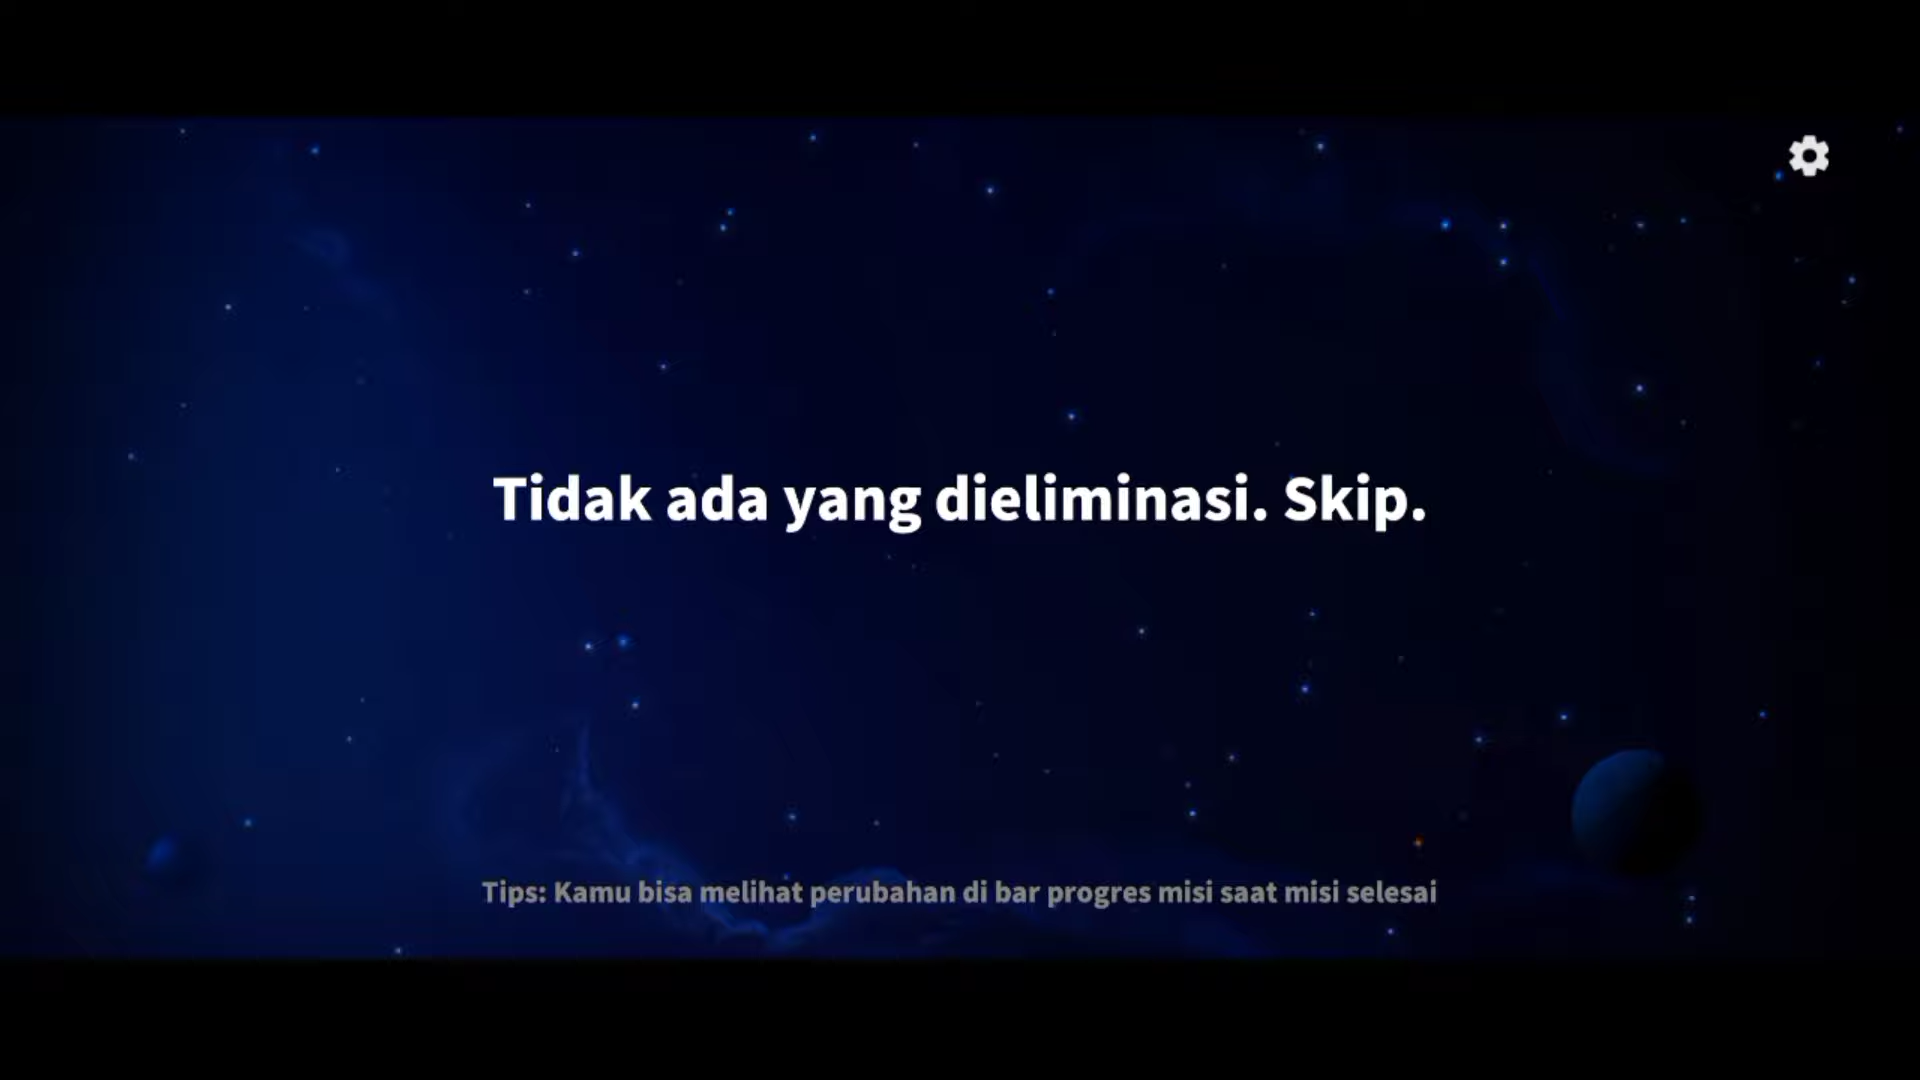 Tidak ada yang dieliminasi. Skip.
Tips: Kamu bisa melihat perubahan di bar progres misi saat misi selesai